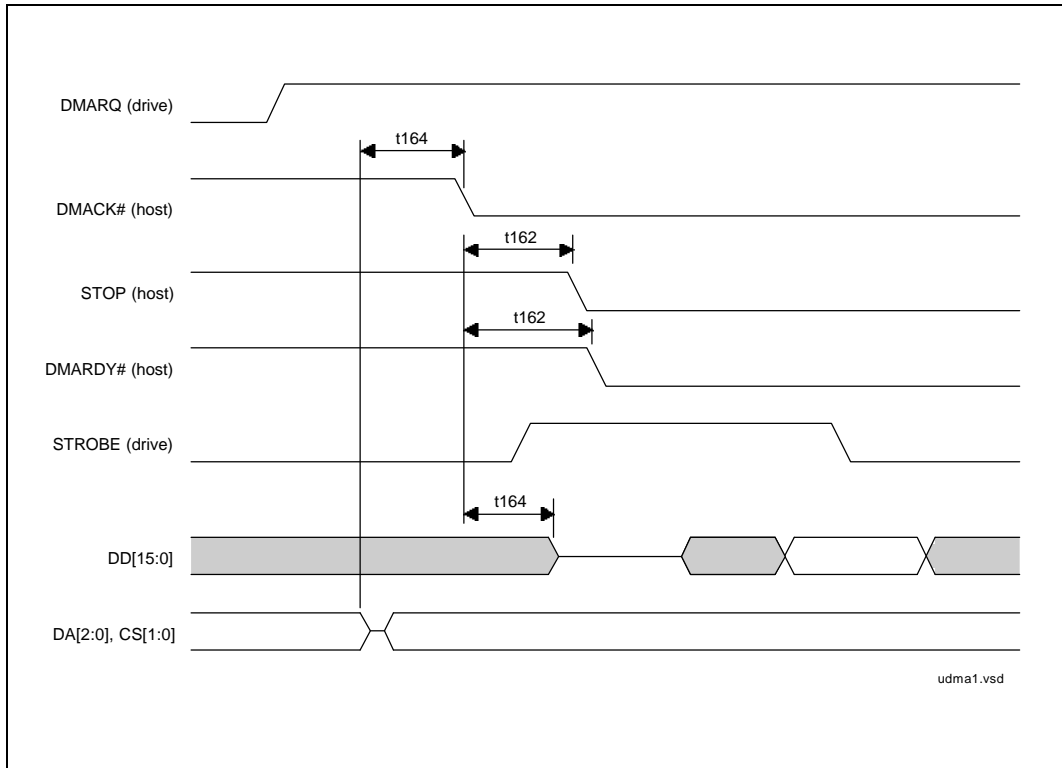 DMARQ (drive)
t164
DMACK# (host)
t162
STOP (host)
t162
DMARDY# (host)
STROBE (drive)
t164
DD[15:0]
DA[2:0], CS[1:0]
udma1.vsd